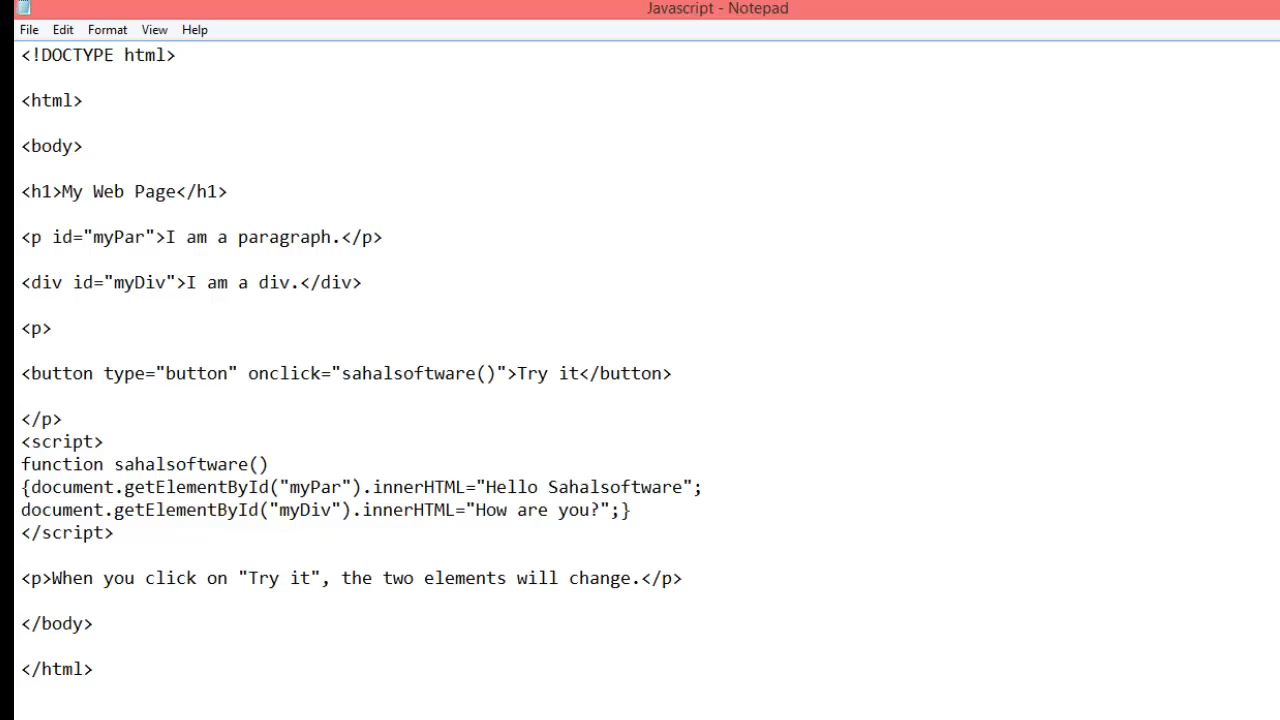 Javascript - Notepad
File Edit Format View Help
<!DOCTYPE html>
<html>
<body>
<h1>My Web Page</h1>
<p id="myPar">I am a paragraph.</p>
<div id="myDiv">I am a div.</div>
<p>
<button type="button" onclick="sahalsoftware()">Try it</button>
</p>
<script>
function sahalsoftware()
{document.getElementById("myPar").innerHTML="Hello Sahalsoftware";
document.getElementById("myDiv").innerHTML="How are you?";}
</script>
<p>When you click on "Try it", the two elements will change.</p>
</body>
</html>